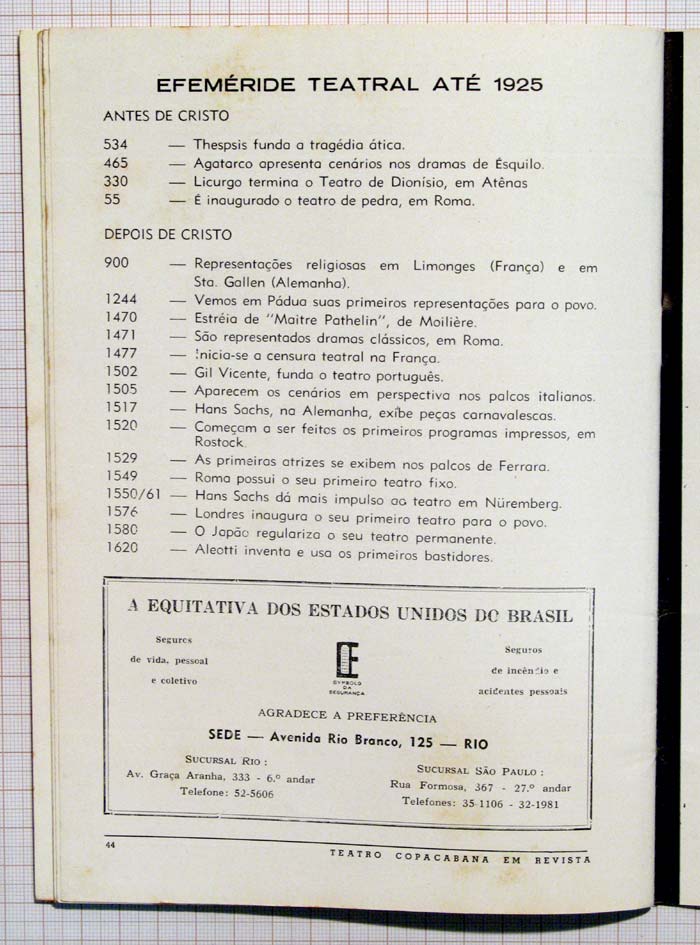 EFEMÉRIDE TEATRAL ATÉ 1925
ANTES DE CRISTO
534 — Thespsis funda a tragédia ática.
465 — Agatarco apresenta cenários nos dramas de Ésquilo.
330 — Licurgo termina o Teatro de Dionísio, em Atênas
55 — É inaugurado o teatro de pedra, em Roma.
DEPOIS DE CRISTO
900 — Representações religiosas em Limonges (França) e em
Sta. Gallen (Alemanha).
1244 — Vemos em Pádua suas primeiros representações para o povo.
1470 — Estréia de "Maitre Pathelin", de Moilière.
1471 — São representados dramas clássicos, em Roma.
1477 — Inicia-se a censura teatral na França.
1502 — Gil Vicente, funda o teatro português.
1505 — Aparecem os cenários em perspectiva nos palcos italianos.
1517 — Hans Sachs, na Alemanha, exíbe peças carnavalescas.
1520 — Começam a ser feitos os primeiros programas impressos, em
Rostock.
1529 — As primeiras atrizes se exibem nos palcos de Ferrara.
1549 — Roma possui o seu primeiro teatro fixo.
1550/61 — Hans Sachs dá mais impulso ao teatro em Nüremberg.
1576 — Londres inaugura o seu primeiro teatro para o povo.
1580 — O Japão regulariza o seu teatro permanente.
1620 — Aleotti inventa e usa os primeiros bastidores.
A EQUITATIVA DOS ESTADOS UNIDOS DO BRASIL
Seguros
de vida, pessoal
e coletivo
E
SYMBOLO
DA
SEGURANÇA
Seguros
de incêndio e
acidentes pessoais
AGRADECE A PREFERÊNCIA
SEDE — Avenida Rio Branco, 125 — RIO
SUCURSAL RIO :
Av. Graça Aranha, 333 - 6.º andar
Telefone: 52-5606
SUCURSAL SÃO PAULO :
Rua Formosa, 367 - 27.º andar
Telefones: 35-1106 - 32-1981
44
TEATRO COPACABANA EM REVISTA